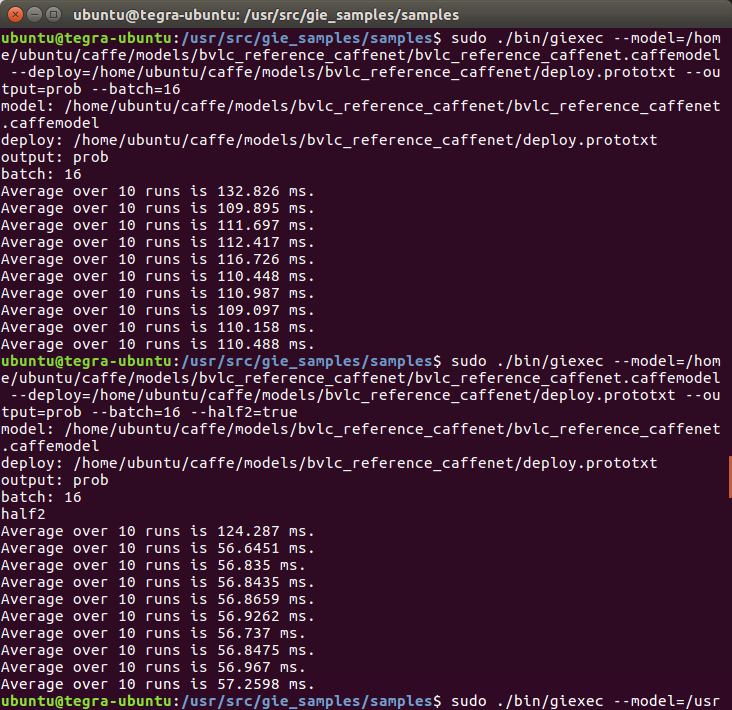 ubuntu@tegra-ubuntu: /usr/src/gie_samples/samples
ubuntu@tegra-ubuntu:/usr/src/gie_samples/samples$ sudo ./bin/giexec --model=/hom
e/ubuntu/caffe/models/bvlc_reference_caffenet/bvlc_reference_caffenet.caffemodel
 --deploy=/home/ubuntu/caffe/models/bvlc_reference_caffenet/deploy.prototxt --ou
tput=prob --batch=16
model: /home/ubuntu/caffe/models/bvlc_reference_caffenet/bvlc_reference_caffenet
.caffemodel
deploy: /home/ubuntu/caffe/models/bvlc_reference_caffenet/deploy.prototxt
output: prob
batch: 16
Average over 10 runs is 132.826 ms.
Average over 10 runs is 109.895 ms.
Average over 10 runs is 111.697 ms.
Average over 10 runs is 112.417 ms.
Average over 10 runs is 116.726 ms.
Average over 10 runs is 110.448 ms.
Average over 10 runs is 110.987 ms.
Average over 10 runs is 109.097 ms.
Average over 10 runs is 110.158 ms.
Average over 10 runs is 110.488 ms.
ubuntu@tegra-ubuntu:/usr/src/gie_samples/samples$ sudo ./bin/giexec --model=/hom
e/ubuntu/caffe/models/bvlc_reference_caffenet/bvlc_reference_caffenet.caffemodel
 --deploy=/home/ubuntu/caffe/models/bvlc_reference_caffenet/deploy.prototxt --ou
tput=prob --batch=16 --half2=true
model: /home/ubuntu/caffe/models/bvlc_reference_caffenet/bvlc_reference_caffenet
.caffemodel
deploy: /home/ubuntu/caffe/models/bvlc_reference_caffenet/deploy.prototxt
output: prob
batch: 16
half2
Average over 10 runs is 124.287 ms.
Average over 10 runs is 56.6451 ms.
Average over 10 runs is 56.835 ms.
Average over 10 runs is 56.8435 ms.
Average over 10 runs is 56.8659 ms.
Average over 10 runs is 56.9262 ms.
Average over 10 runs is 56.737 ms.
Average over 10 runs is 56.8475 ms.
Average over 10 runs is 56.967 ms.
Average over 10 runs is 57.2598 ms.
ubuntu@tegra-ubuntu:/usr/src/gie_samples/samples$ sudo ./bin/giexec --model=/usr